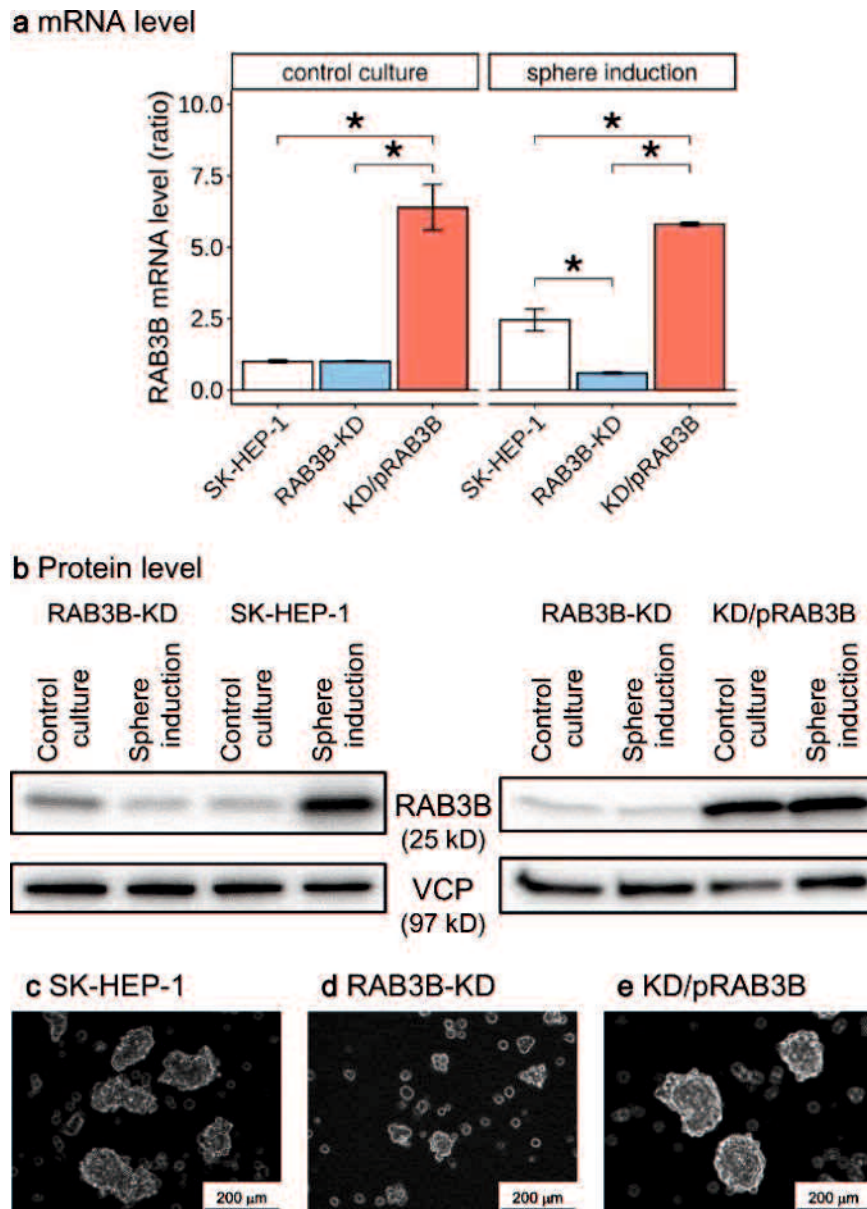 a mRNA level
control culture sphere induction
RAB3B mRNA level (ratio)
10.0
7.5
5.0
2.5
0.0
* * * * *
SK-HEP-1 RAB3B-KD KD/pRAB3B SK-HEP-1 RAB3B-KD KD/pRAB3B
b Protein level
RAB3B-KD SK-HEP-1 RAB3B-KD KD/pRAB3B
Control culture Sphere induction Control culture Sphere induction Control culture Sphere induction Control culture Sphere induction
RAB3B
(25 kD)
VCP
(97 kD)
c SK-HEP-1 d RAB3B-KD e KD/pRAB3B
200 µm 200 µm 200 µm